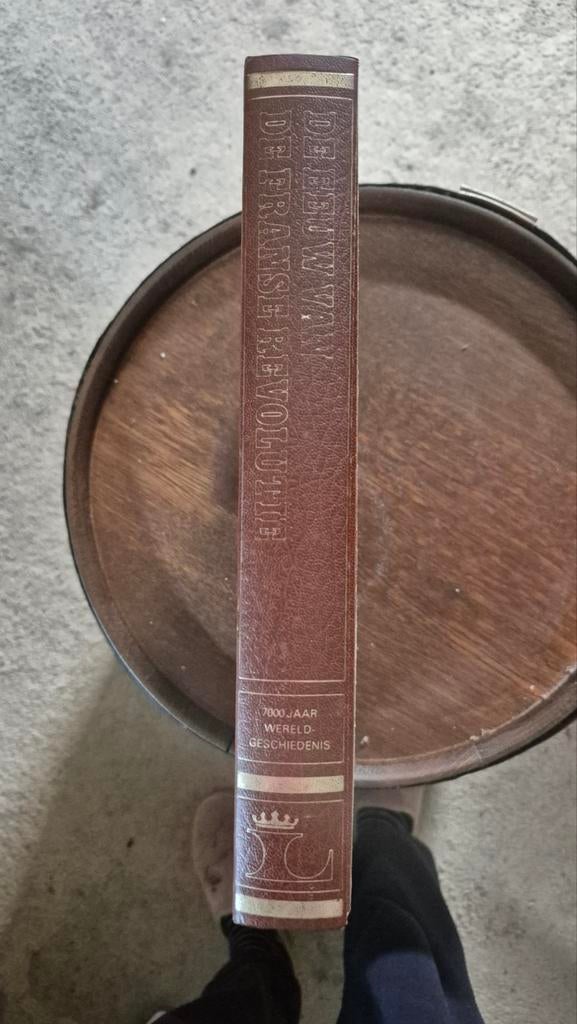 DE EEUW VAN
DE FRANSE REVOLUTIE
7000 JAAR
WERELD-
GESCHIEDENIS